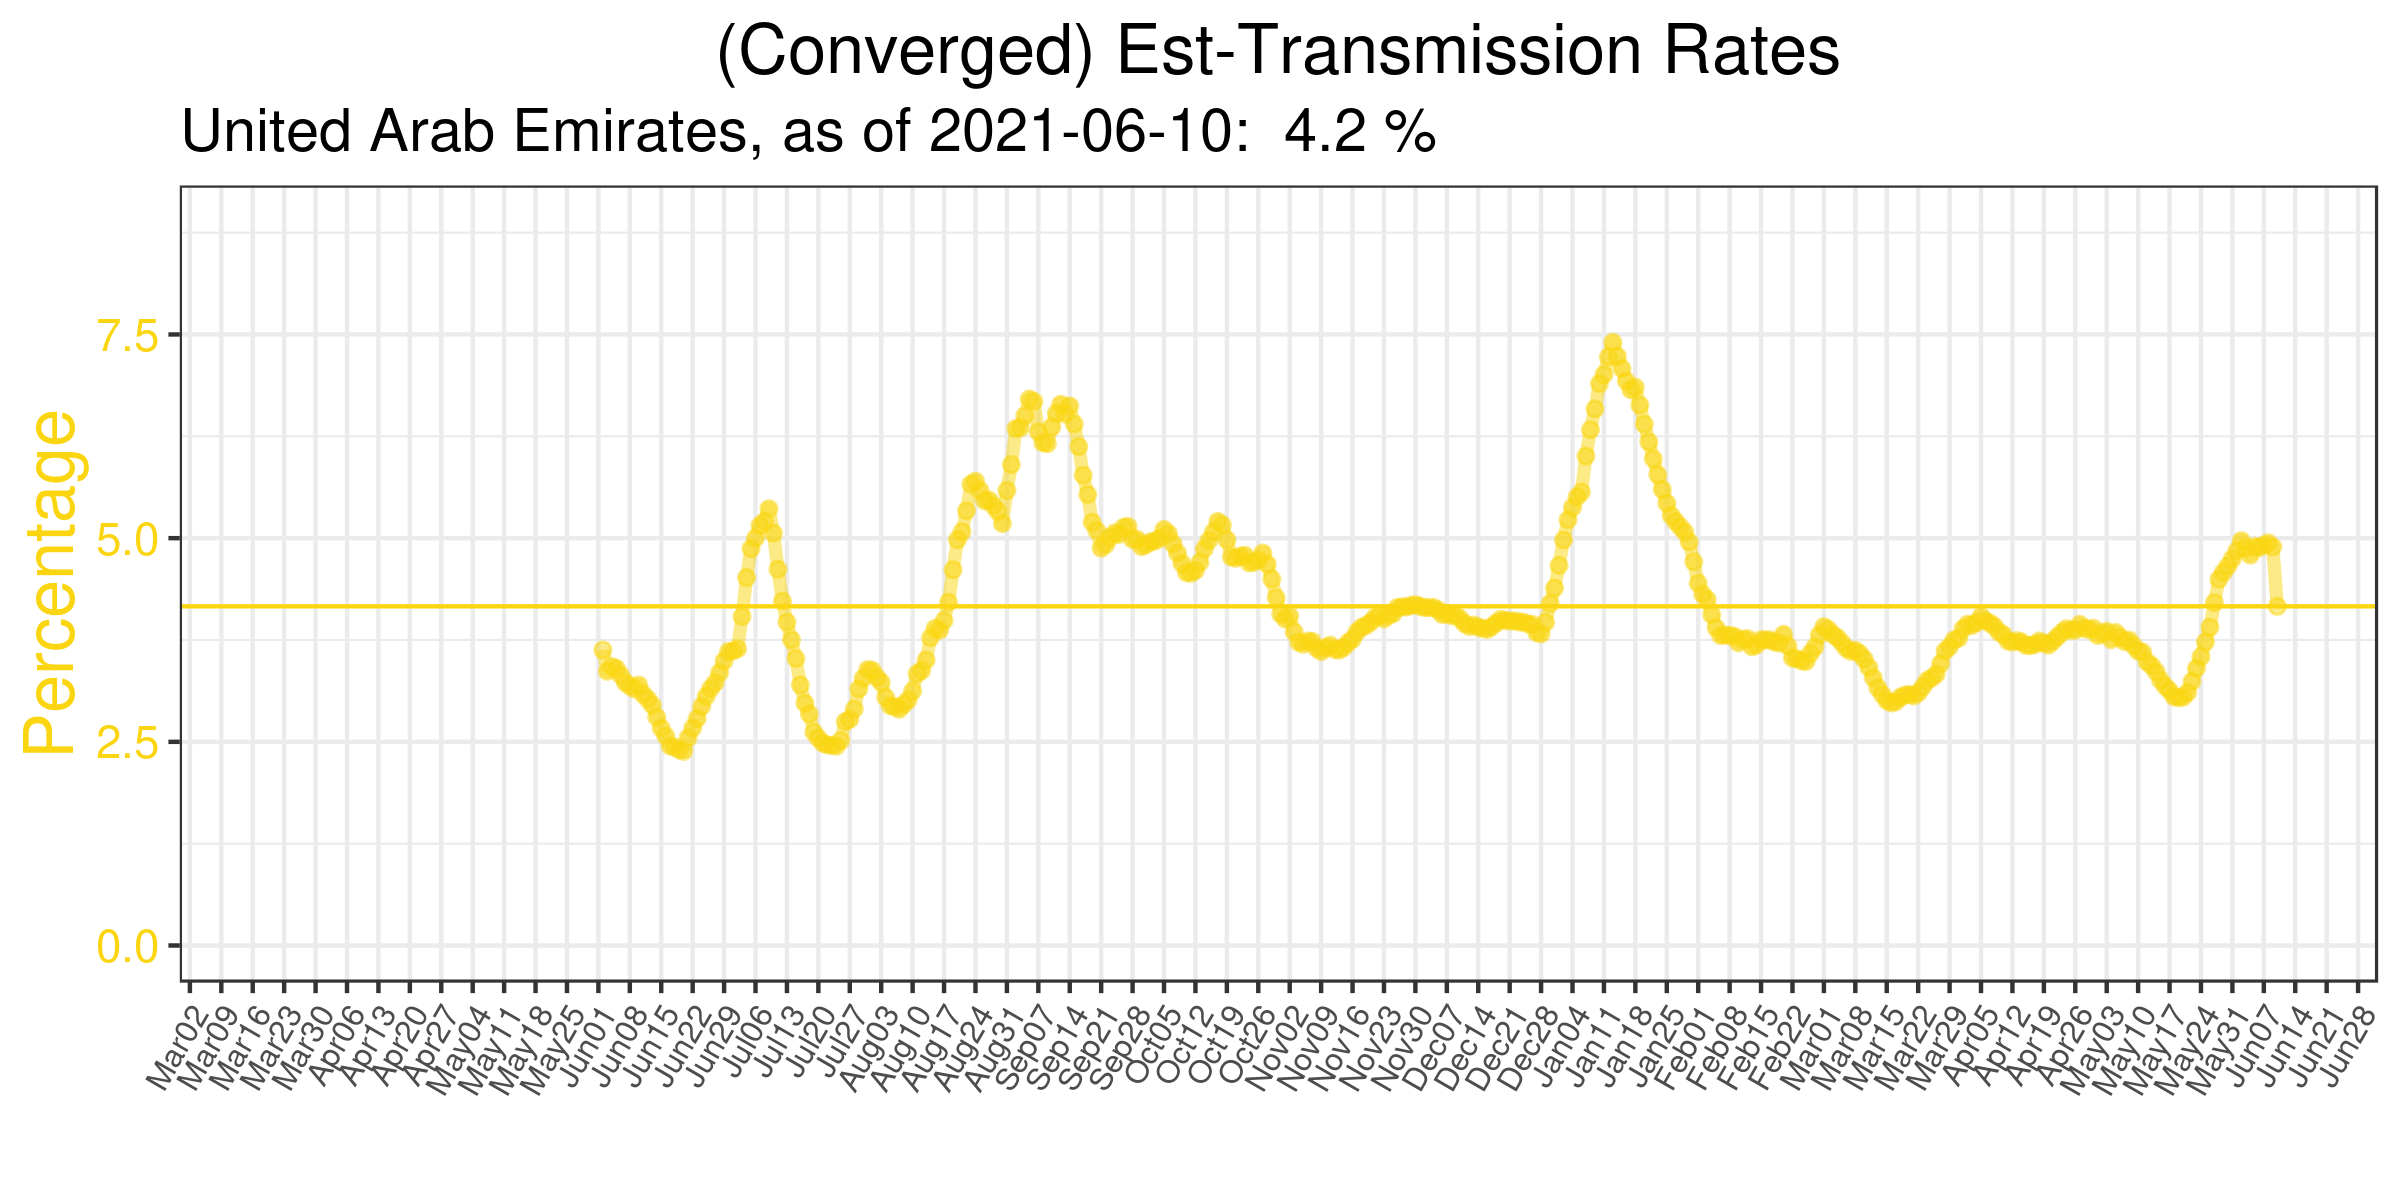 (Converged) Est-Transmission Rates
United Arab Emirates, as of 2021-06-10:  4.2 %
Percentage
7.5
5.0
2.5
0.0
Mar02
Mar09
Mar16
Mar23
Mar30
Apr06
Apr13
Apr20
Apr27
May04
May11
May18
May25
Jun01
Jun08
Jun15
Jun22
Jun29
Jul06
Jul13
Jul20
Jul27
Aug03
Aug10
Aug17
Aug24
Aug31
Sep07
Sep14
Sep21
Sep28
Oct05
Oct12
Oct19
Oct26
Nov02
Nov09
Nov16
Nov23
Nov30
Dec07
Dec14
Dec21
Dec28
Jan04
Jan11
Jan18
Jan25
Feb01
Feb08
Feb15
Feb22
Mar01
Mar08
Mar15
Mar22
Mar29
Apr05
Apr12
Apr19
Apr26
May03
May10
May17
May24
May31
Jun07
Jun14
Jun21
Jun28